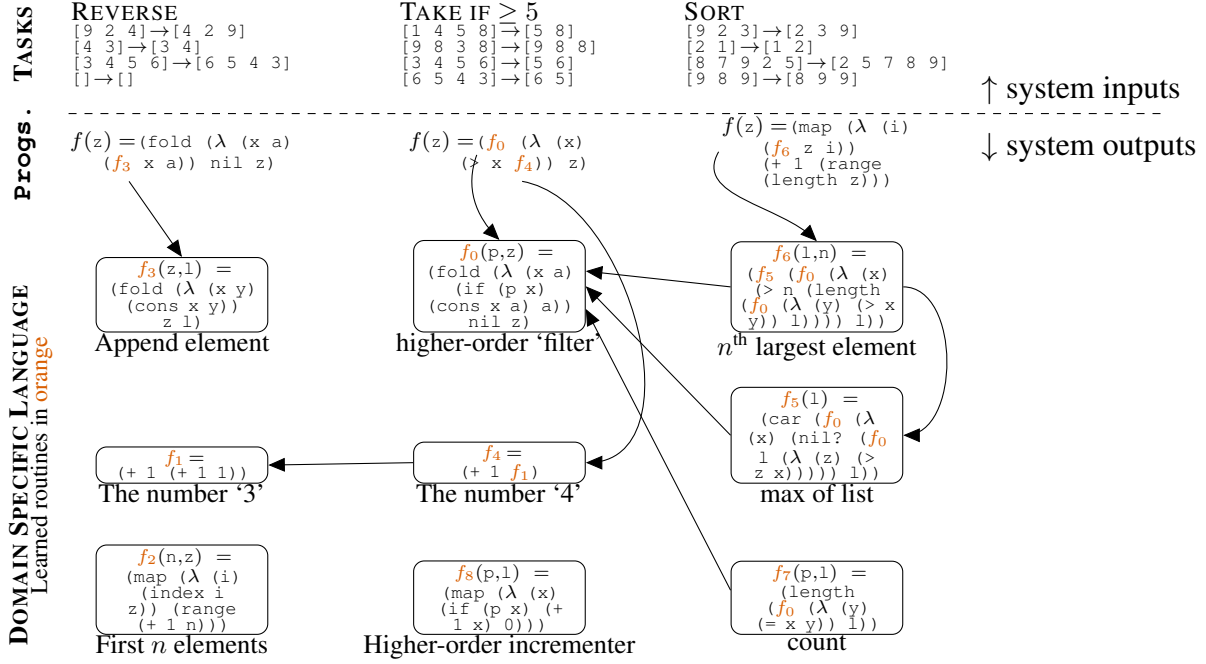 TASKS
REVERSE
[9 2 4]→[4 2 9]
[4 3]→[3 4]
[3 4 5 6]→[6 5 4 3]
[]→[]
TAKE IF ≥ 5
[1 4 5 8]→[5 8]
[9 8 3 8]→[9 8 8]
[3 4 5 6]→[5 6]
[6 5 4 3]→[6 5]
SORT
[9 2 3]→[2 3 9]
[2 1]→[1 2]
[8 7 9 2 5]→[2 5 7 8 9]
[9 8 9]→[8 9 9]
↑ system inputs
↓ system outputs
Progs.
f(z) =(fold (λ (x a)
(f3 x a)) nil z)
f(z) =(f0 (λ (x)
(> x f4)) z)
f(z) =(map (λ (i)
(f6 z i))
(+ 1 (range
(length z)))
DOMAIN SPECIFIC LANGUAGE
Learned routines in orange
f3(z,l) =
(fold (λ (x y)
(cons x y))
z l)
Append element
f0(p,z) =
(fold (λ (x a)
(if (p x)
(cons x a) a))
nil z)
higher-order ‘filter’
f6(l,n) =
(f5 (f0 (λ (x)
(> n (length
(f0 (λ (y) (> x
y)) l)))) l))
nth largest element
f5(l) =
(car (f0 (λ
(x) (nil? (f0
l (λ (z) (>
z x))))) l))
max of list
f1 =
(+ 1 (+ 1 1))
The number ‘3’
f4 =
(+ 1 f1)
The number ‘4’
f2(n,z) =
(map (λ (i)
(index i
z)) (range
(+ 1 n)))
First n elements
f8(p,l) =
(map (λ (x)
(if (p x) (+
1 x) 0)))
Higher-order incrementer
f7(p,l) =
(length
(f0 (λ (y)
(= x y)) l))
count